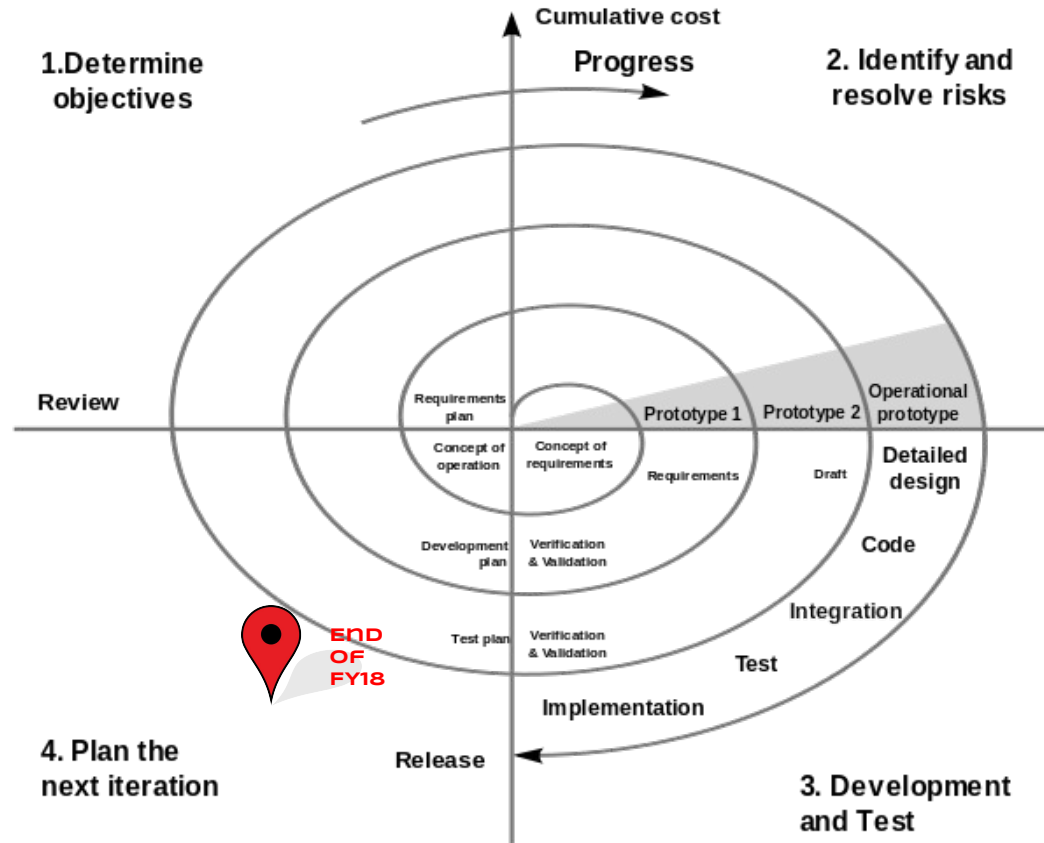 Cumulative cost
Progress
1.Determine
objectives
2. Identify and
resolve risks
Review
Requirements
plan
Prototype 1
Prototype 2
Operational
prototype
Concept of
operation
Concept of
requirements
Requirements
Draft
Detailed
design
Development
plan
Verification
& Validation
Code
Integration
Test plan
Verification
& Validation
END
OF
FY18
Test
Implementation
Release
4. Plan the
next iteration
3. Development
and Test